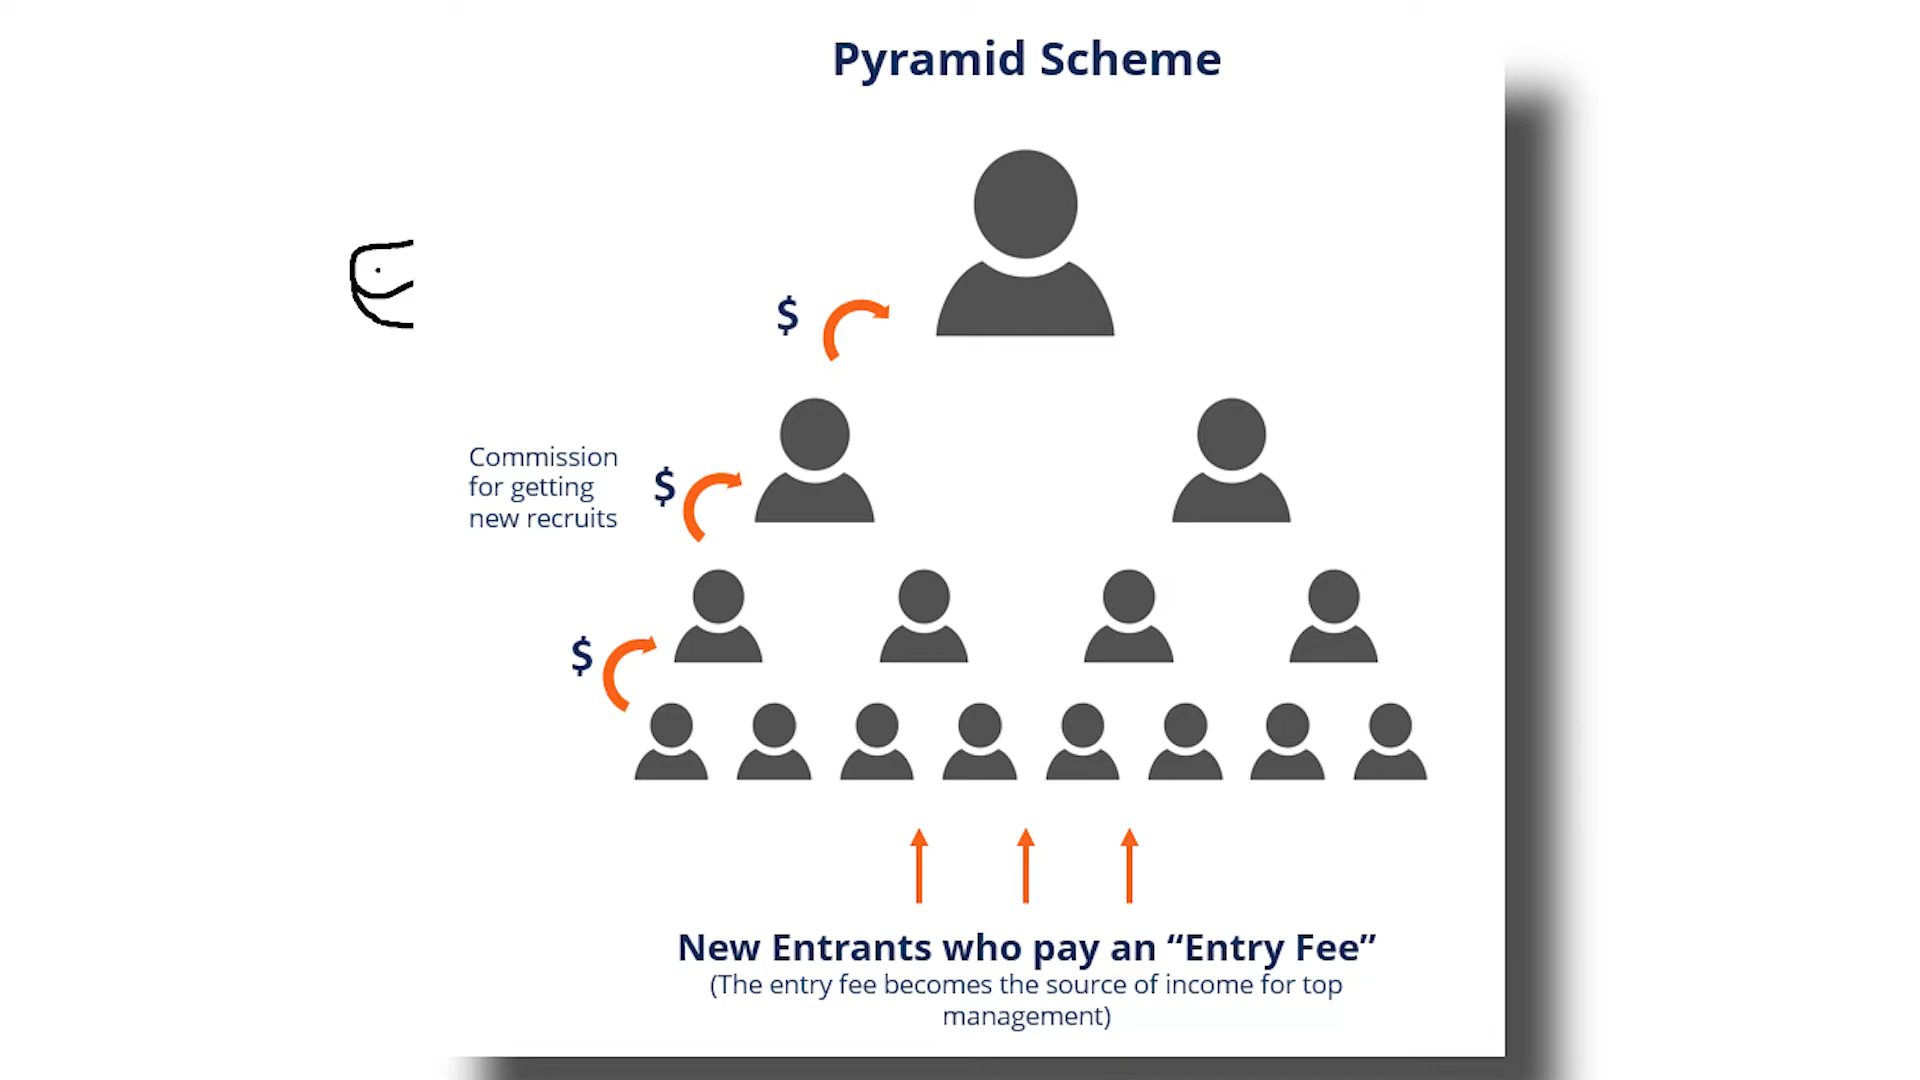 Pyramid Scheme
$
Commission
for getting
new recruits
$
$
New Entrants who pay an “Entry Fee”
(The entry fee becomes the source of income for top
management)